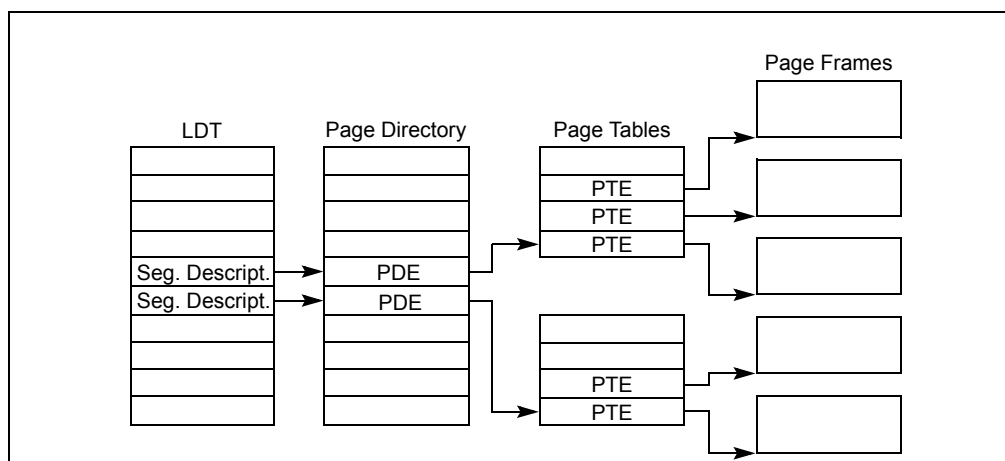 Page Frames
LDT
Page Directory
Page Tables
PTE
PTE
PTE
Seg. Descript.
PDE
Seg. Descript.
PDE
PTE
PTE